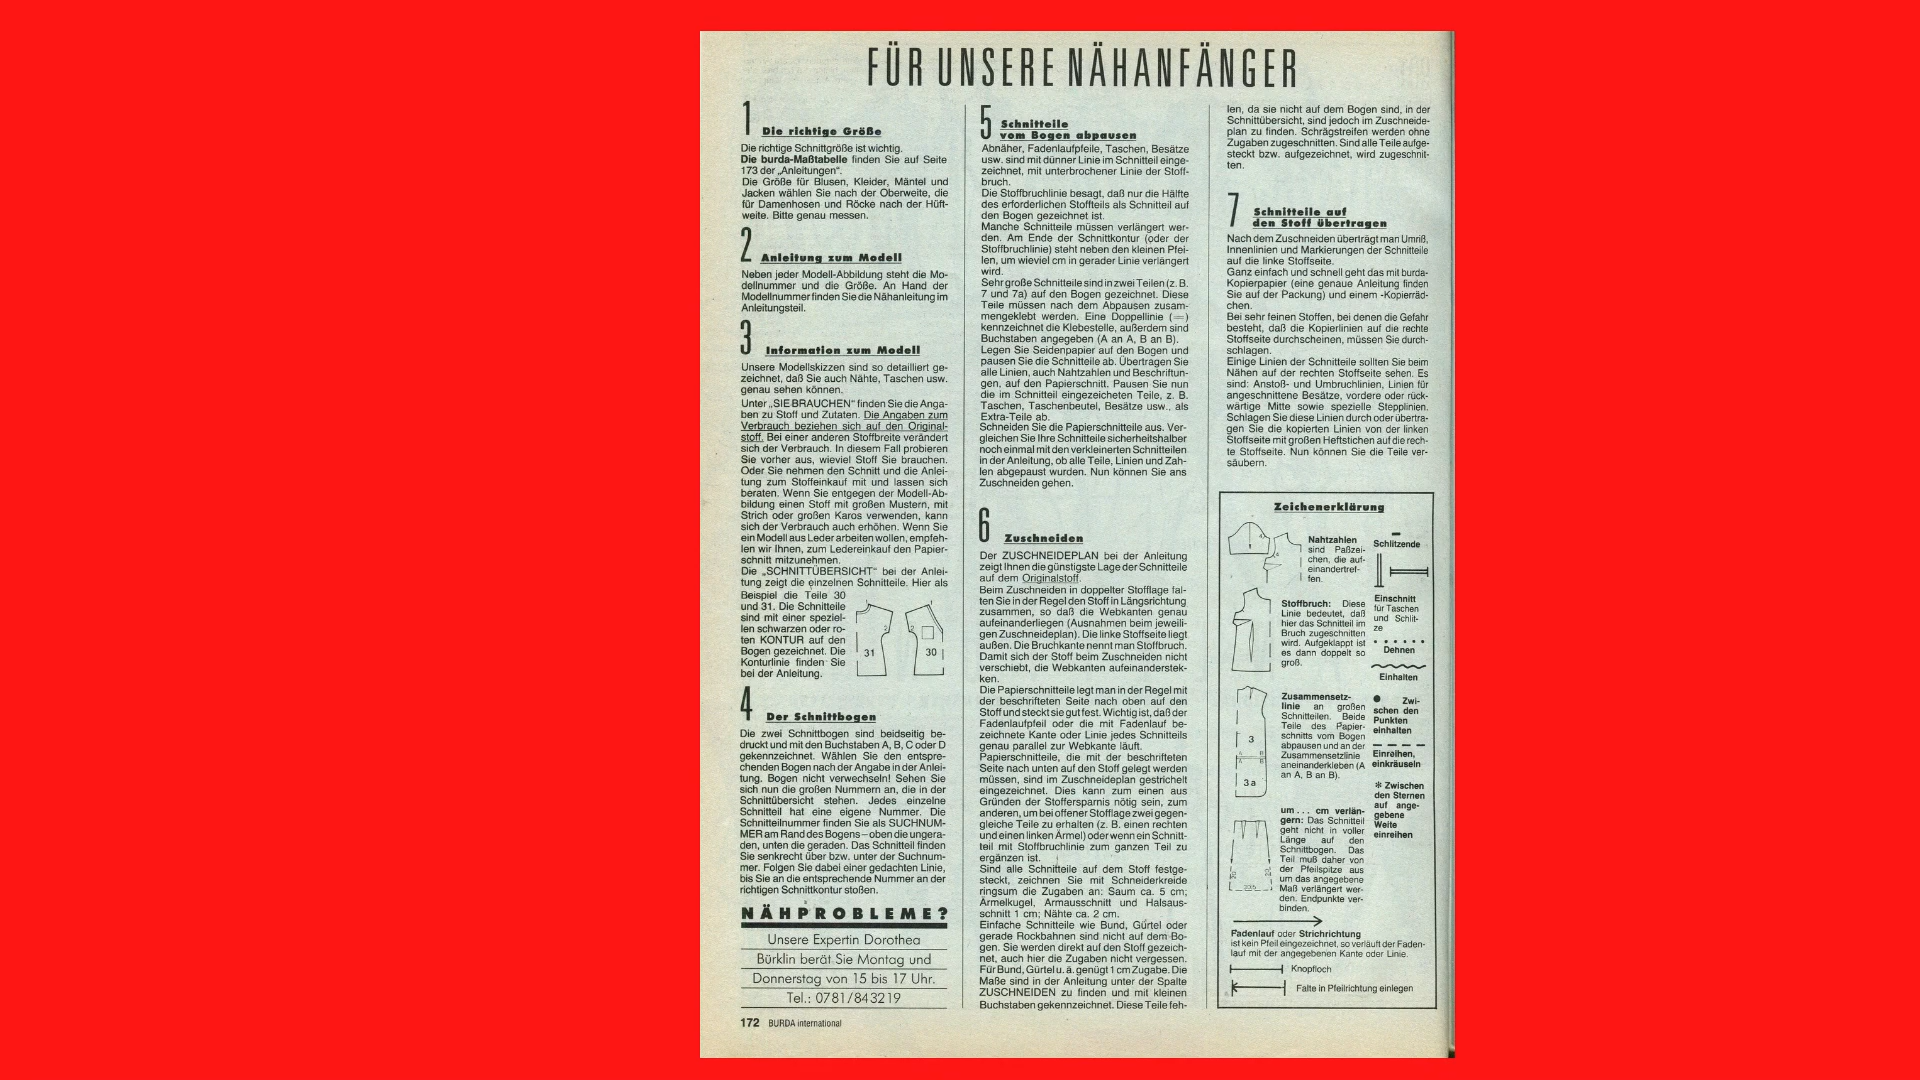 FÜR UNSERE NÄHANFÄNGER
1 Die richtige Größe
Die richtige Schnittgröße ist wichtig.
Die burda-Maßtabelle finden Sie auf Seite
173 der „Anleitungen“.
Die Größe für Blusen, Kleider, Mäntel und
Jacken wählen Sie nach der Oberweite, die
für Damenhosen und Röcke nach der Hüft-
weite. Bitte genau messen.
2 Anleitung zum Modell
Neben jeder Modell-Abbildung steht die Mo-
dellnummer und die Größe. An Hand der
Modellnummer finden Sie die Nähanleitung im
Anleitungsteil.
3 Information zum Modell
Unsere Modellskizzen sind so detailliert ge-
zeichnet, daß Sie auch Nähte, Taschen usw.
genau sehen können.
Unter „SIE BRAUCHEN“ finden Sie die Anga-
ben zu Stoff und Zutaten. Die Angaben zum
Verbrauch beziehen sich auf den Original-
stoff. Bei einer anderen Stoffbreite verändert
sich der Verbrauch. In diesem Fall probieren
Sie vorher aus, wieviel Stoff Sie brauchen.
Oder Sie nehmen den Schnitt und die Anlei-
tung zum Stoffeinkauf mit und lassen sich
beraten. Wenn Sie entgegen der Modell-Ab-
bildung einen Stoff mit großen Mustern, mit
Strich oder großen Karos verwenden, kann
sich der Verbrauch auch erhöhen. Wenn Sie
ein Modell aus Leder arbeiten wollen, empfeh-
len wir Ihnen, zum Ledereinkauf den Papier-
schnitt mitzunehmen.
Die „SCHNITTÜBERSICHT“ bei der Anlei-
tung zeigt die einzelnen Schnitteile. Hier als
Beispiel die Teile 30
und 31. Die Schnitteile
sind mit einer speziel-
len schwarzen oder ro-
ten KONTUR auf den
Bogen gezeichnet. Die
Konturlinie finden Sie
bei der Anleitung.
2 2
31 30
4 Der Schnittbogen
Die zwei Schnittbogen sind beidseitig be-
druckt und mit den Buchstaben A, B, C oder D
gekennzeichnet. Wählen Sie den entspre-
chenden Bogen nach der Angabe in der Anlei-
tung. Bogen nicht verwechseln! Sehen Sie
sich nun die großen Nummern an, die in der
Schnittübersicht stehen. Jedes einzelne
Schnitteil hat eine eigene Nummer. Die
Schnitteilnummer finden Sie als SUCHNUM-
MER am Rand des Bogens – oben die ungera-
den, unten die geraden. Das Schnitteil finden
Sie senkrecht über bzw. unter der Suchnum-
mer. Folgen Sie dabei einer gedachten Linie,
bis Sie an die entsprechende Nummer an der
richtigen Schnittkontur stoßen.
NÄHPROBLEME?
Unsere Expertin Dorothea
Bürklin berät Sie Montag und
Donnerstag von 15 bis 17 Uhr.
Tel.: 0781/843219
172 BURDA international
5 Schnitteile
vom Bogen abpausen
Abnäher, Fadenlaufpfeile, Taschen, Besätze
usw. sind mit dünner Linie im Schnitteil einge-
zeichnet, mit unterbrochener Linie der Stoff-
bruch.
Die Stoffbruchlinie besagt, daß nur die Hälfte
des erforderlichen Stoffteils als Schnitteil auf
den Bogen gezeichnet ist.
Manche Schnitteile müssen verlängert wer-
den. Am Ende der Schnittkontur (oder der
Stoffbruchlinie) steht neben den kleinen Pfei-
len, um wieviel cm in gerader Linie verlängert
wird.
Sehr große Schnitteile sind in zwei Teilen (z. B.
7 und 7a) auf den Bogen gezeichnet. Diese
Teile müssen nach dem Abpausen zusam-
mengeklebt werden. Eine Doppellinie (=)
kennzeichnet die Klebestelle, außerdem sind
Buchstaben angegeben (A an A, B an B).
Legen Sie Seidenpapier auf den Bogen und
pausen Sie die Schnitteile ab. Übertragen Sie
alle Linien, auch Nahtzahlen und Beschriftun-
gen, auf den Papierschnitt. Pausen Sie nun
die im Schnitteil eingezeichneten Teile, z. B.
Taschen, Taschenbeutel, Besätze usw., als
Extra-Teile ab.
Schneiden Sie die Papierschnitteile aus. Ver-
gleichen Sie Ihre Schnitteile sicherheitshalber
noch einmal mit den verkleinerten Schnitteilen
in der Anleitung, ob alle Teile, Linien und Zah-
len abgepaust wurden. Nun können Sie ans
Zuschneiden gehen.
6 Zuschneiden
Der ZUSCHNEIDEPLAN bei der Anleitung
zeigt Ihnen die günstigste Lage der Schnitteile
auf dem Originalstoff.
Beim Zuschneiden in doppelter Stofflage fal-
ten Sie in der Regel den Stoff in Längsrichtung
zusammen, so daß die Webkanten genau
aufeinanderliegen (Ausnahmen beim jeweili-
gen Zuschneideplan). Die linke Stoffseite liegt
außen. Die Bruchkante nennt man Stoffbruch.
Damit sich der Stoff beim Zuschneiden nicht
verschiebt, die Webkanten aufeinanderstek-
ken.
Die Papierschnitteile legt man in der Regel mit
der beschrifteten Seite nach oben auf den
Stoff und steckt sie gut fest. Wichtig ist, daß der
Fadenlaufpfeil oder die mit Fadenlauf be-
zeichnete Kante oder Linie jedes Schnitteils
genau parallel zur Webkante läuft.
Papierschnitteile, die mit der beschrifteten
Seite nach unten auf den Stoff gelegt werden
müssen, sind im Zuschneideplan gestrichelt
eingezeichnet. Dies kann zum einen aus
Gründen der Stoffersparnis nötig sein, zum
anderen, um bei offener Stofflage zwei gegen-
gleiche Teile zu erhalten (z. B. einen rechten
und einen linken Ärmel) oder wenn ein Schnitt-
teil mit Stoffbruchlinie zum ganzen Teil zu
ergänzen ist.
Sind alle Schnitteile auf dem Stoff festge-
steckt, zeichnen Sie mit Schneiderkreide
ringsum die Zugaben an: Saum ca. 5 cm;
Ärmelkugel, Armausschnitt und Halsaus-
schnitt 1 cm; Nähte ca. 2 cm.
Einfache Schnitteile wie Bund, Gürtel oder
gerade Rockbahnen sind nicht auf dem Bo-
gen. Sie werden direkt auf den Stoff gezeich-
net, auch hier die Zugaben nicht vergessen.
Für Bund, Gürtel u. ä. genügt 1 cm Zugabe. Die
Maße sind in der Anleitung unter der Spalte
ZUSCHNEIDEN zu finden und mit kleinen
Buchstaben gekennzeichnet. Diese Teile feh-
len, da sie nicht auf dem Bogen sind, in der
Schnittübersicht, sind jedoch im Zuschneide-
plan zu finden. Schrägstreifen werden ohne
Zugaben zugeschnitten. Sind alle Teile aufge-
steckt bzw. aufgezeichnet, wird zugeschnit-
ten.
7 Schnitteile auf
den Stoff übertragen
Nach dem Zuschneiden überträgt man Umriß,
Innenlinien und Markierungen der Schnitteile
auf die linke Stoffseite.
Ganz einfach und schnell geht das mit burda-
Kopierpapier (eine genaue Anleitung finden
Sie auf der Packung) und einem -Kopierräd-
chen.
Bei sehr feinen Stoffen, bei denen die Gefahr
besteht, daß die Kopierlinien auf die rechte
Stoffseite durchscheinen, müssen Sie durch-
schlagen.
Einige Linien der Schnitteile sollten Sie beim
Nähen auf der rechten Stoffseite sehen. Es
sind: Anstoß- und Umbruchlinien, Linien für
angeschnittene Besätze, vordere oder rück-
wärtige Mitte sowie spezielle Stepplinien.
Schlagen Sie diese Linien durch oder übertra-
gen Sie die kopierten Linien von der linken
Stoffseite mit großen Heftstichen auf die rech-
te Stoffseite. Nun können Sie die Teile ver-
säubern.
Zeichenerklärung
Nahtzahlen
sind Paßzei-
chen, die auf-
einandertref-
fen.
Stoffbruch: Diese
Linie bedeutet, daß
hier das Schnitteil im
Bruch zugeschnitten
wird. Aufgeklappt ist
es dann doppelt so
groß.
Zusammensetz-
linie an großen
Schnitteilen. Beide
Teile des Papier-
schnitts vom Bogen
abpausen und an der
Zusammensetzlinie
aneinanderkleben (A
an A, B an B).
3
A B
A B
3a
um ... cm verlän-
gern: Das Schnitteil
geht nicht in voller
Länge auf den
Schnittbogen. Das
Teil muß daher von
der Pfeilspitze aus
um das angegebene
Maß verlängert wer-
den. Endpunkte ver-
binden.
Schlitzende
Einschnitt
für Taschen
und Schlit-
ze
Dehnen
Einhalten
● Zwi-
schen den
Punkten
einhalten
Einreihen,
einkräuseln
* Zwischen
den Sternen
auf ange-
gebene
Weite
einreihen
Fadenlauf oder Strichrichtung
ist kein Pfeil eingezeichnet, so verläuft der Faden-
lauf mit der angegebenen Kante oder Linie.
Knopfloch
Falte in Pfeilrichtung einlegen